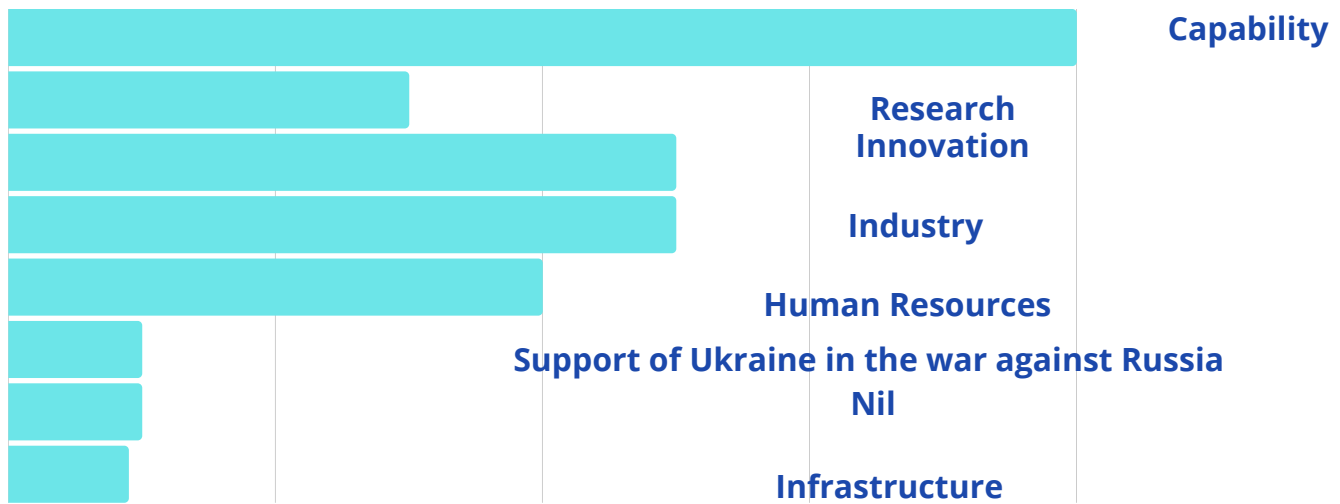 Capability
Research
Innovation
Industry
Human Resources
Support of Ukraine in the war against Russia
Nil
Infrastructure